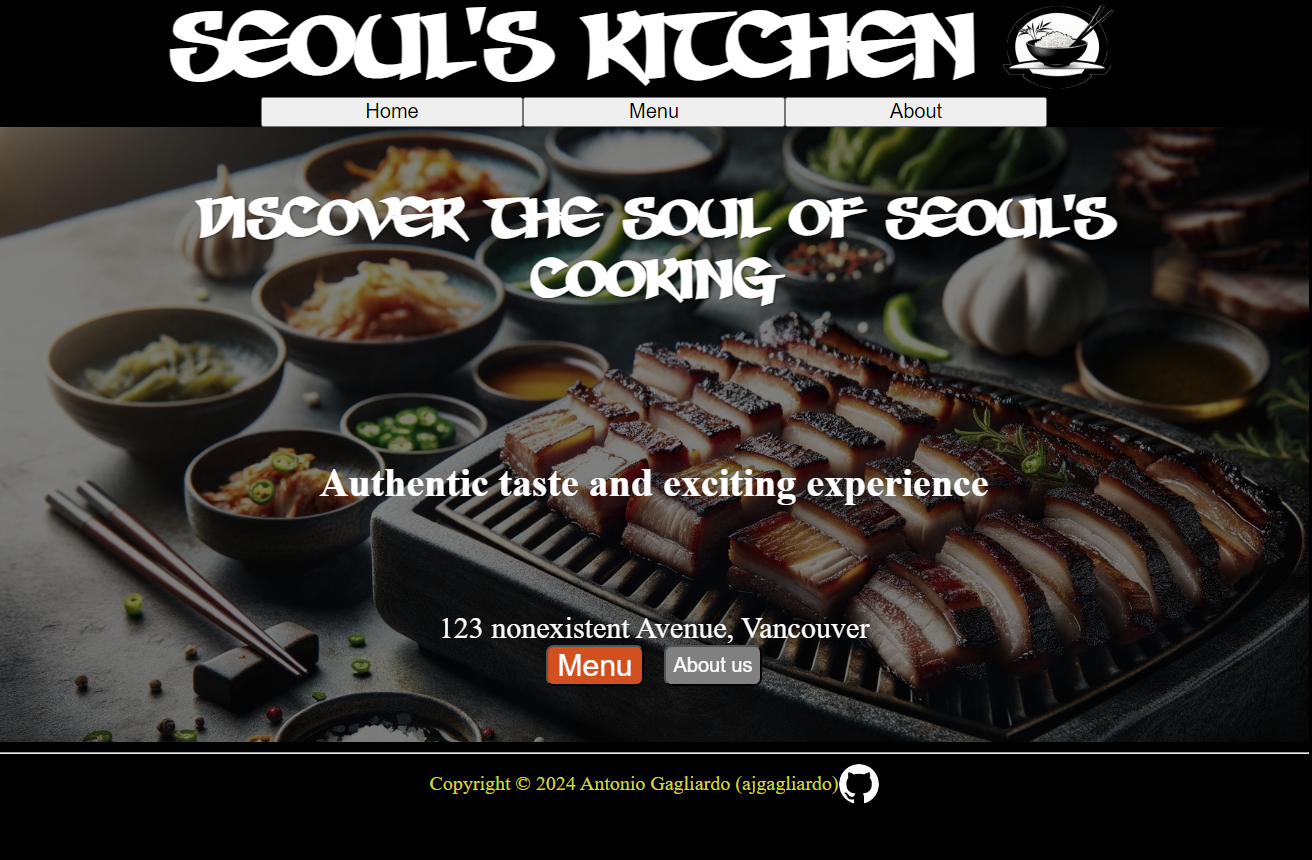 SEOUL'S KITCHEN
Home Menu About
DISCOVER THE SOUL OF SEOUL'S
COOKING
Authentic taste and exciting experience
123 nonexistent Avenue, Vancouver
Menu About us
Copyright © 2024 Antonio Gagliardo (ajgagliardo)